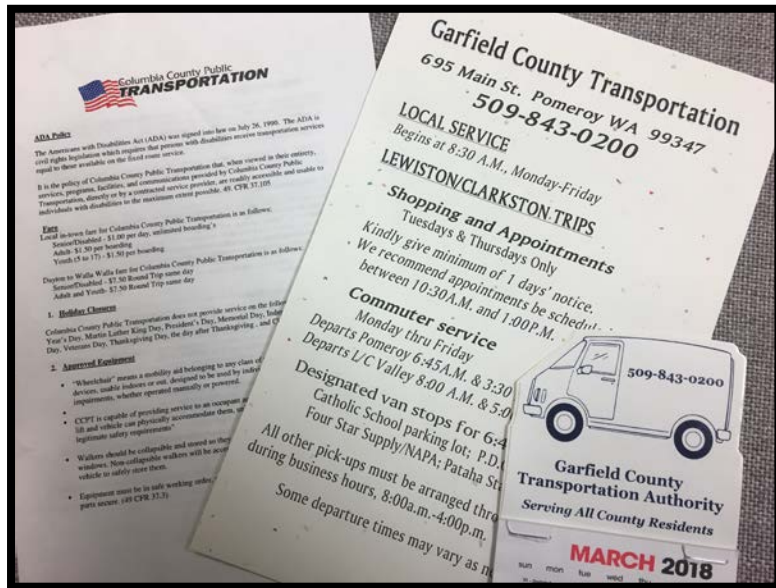 Columbia County Public
TRANSPORTATION
ADA Policy
The Americans with Disabilities Act (ADA) was signed into law on July 26, 1990. The ADA is
civil rights legislation which requires that persons with disabilities receive transportation services
equal to those available on the fixed route service.
It is the policy of Columbia County Public Transportation that, when viewed in their entirety,
services, programs, facilities, and communications provided by Columbia County Public
Transportation, directly or by a contracted service provider, are readily accessible and usable to
individuals with disabilities to the maximum extent possible. 49. CFR 37.105
Fare
Local in-town fare for Columbia County Public Transportation is as follows:
Senior/Disabled - $1.00 per day, unlimited boarding's
Adult- $1.50 per boarding
Youth (5 to 17) - $1.50 per boarding
Dayton to Walla Walla fare for Columbia County Public Transportation is as follows:
Senior/Disabled - $7.50 Round Trip same day
Adult and Youth- $7.50 Round Trip same day
1. Holiday Closures
Columbia County Public Transportation does not provide service on the
Year's Day, Martin Luther King Day, President's Day, Memorial Day,
Day, Veterans Day, Thanksgiving Day, the day after Thanksgiving, and
2. Approved Equipment
• "Wheelchair" means a mobility aid belonging to any class of
devices, usable indoors or out, designed to be used by
impairments, whether operated manually or powered.
•
• CCPT is capable of providing service to an occupant
lift and vehicle can physically accommodate them,
legitimate safety requirements"
• Walkers should be collapsible and stored so they
windows. Non-collapsible walkers will be
vehicle to safely store them.
• Equipment must be in safe working order,
parts secure. (49 CFR 37.3).
Garfield County Transportation
695 Main St. Pomeroy WA 99347
509-843-0200
LOCAL SERVICE
Begins at 8:30 A.M., Monday-Friday
LEWISTON/CLARKSTON TRIPS
Shopping and Appointments
Tuesdays & Thursdays Only
Kindly give minimum of 1 days' notice.
We recommend appointments be
between 10:30A.M. and 1:00P.M.
Commuter service
Monday thru Friday
Departs Pomeroy 6:45A.M. & 3:30
Departs L/C Valley 8:00 A.M. & 5:0
Designated van stops for 6:4
Catholic School parking lot; P.D.
Four Star Supply/NAPA; Pataha
All other pick-ups must be arranged
during business hours, 8:00a.m.-4:00p.m.
Some departure times may vary as
509-843-0200
Garfield County
Transportation Authority
Serving All County Residents
MARCH 2018
sun mon tue wed